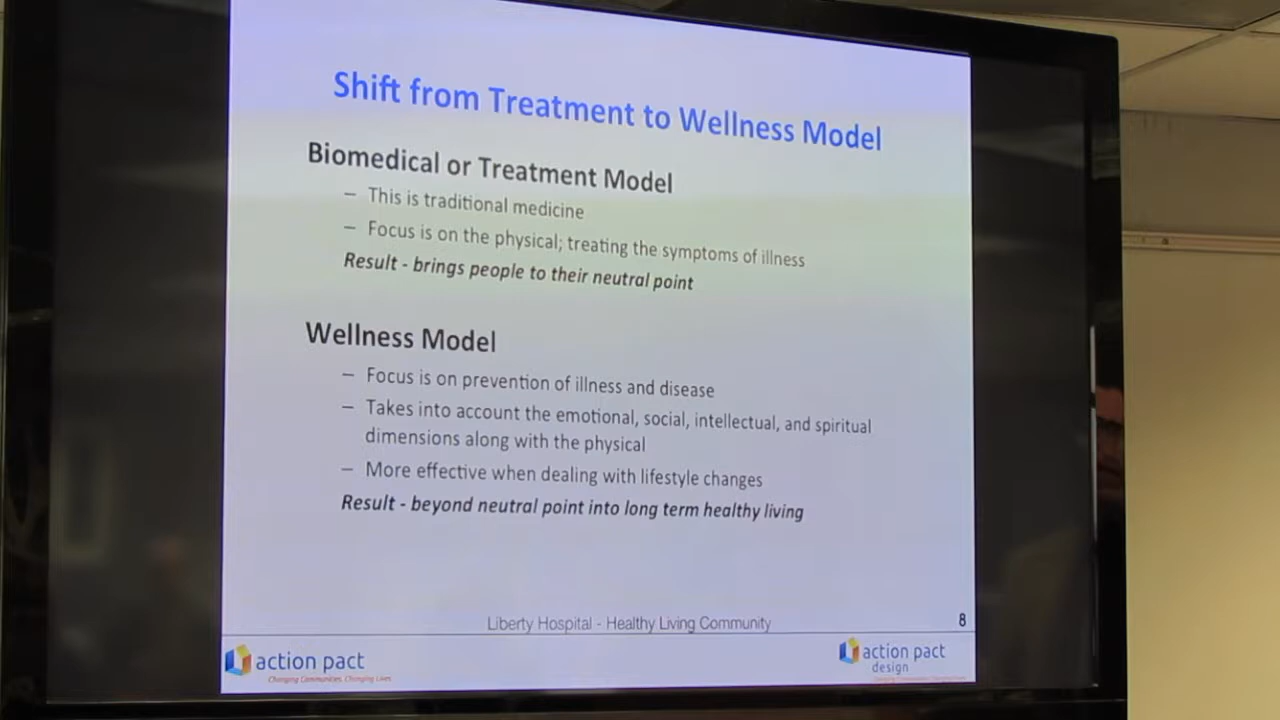 Shift from Treatment to Wellness Model
Biomedical or Treatment Model
– This is traditional medicine
– Focus is on the physical; treating the symptoms of illness
Result - brings people to their neutral point
Wellness Model
– Focus is on prevention of illness and disease
– Takes into account the emotional, social, intellectual, and spiritual
dimensions along with the physical
– More effective when dealing with lifestyle changes
Result - beyond neutral point into long term healthy living
Liberty Hospital - Healthy Living Community
8
action pact
Changing Communities. Changing Lives.
action pact
design